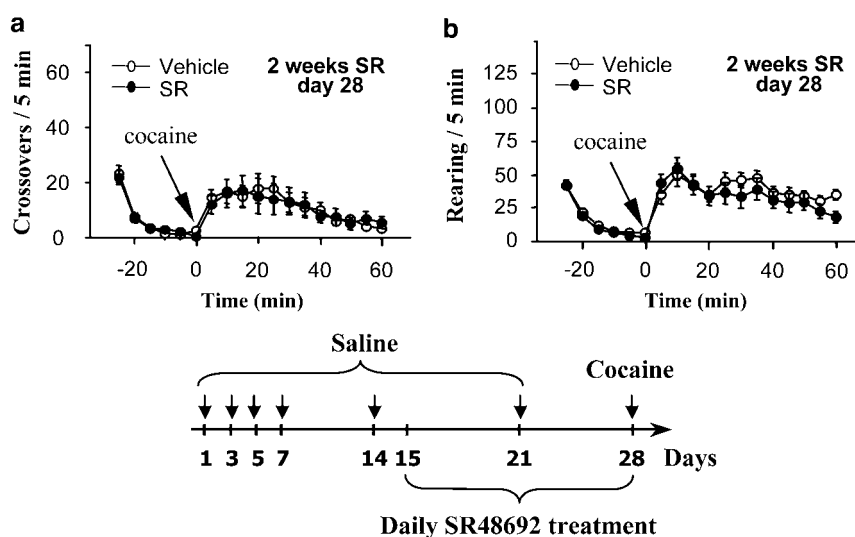 a
Crossovers / 5 min
60
40
20
0
Vehicle
SR
2 weeks SR
day 28
cocaine
-20 0 20 40 60
Time (min)
b
Rearing / 5 min
125
100
75
50
25
0
Vehicle
SR
2 weeks SR
day 28
cocaine
-20 0 20 40 60
Time (min)
Saline
Cocaine
1 3 5 7 14 15 21 28 Days
Daily SR48692 treatment